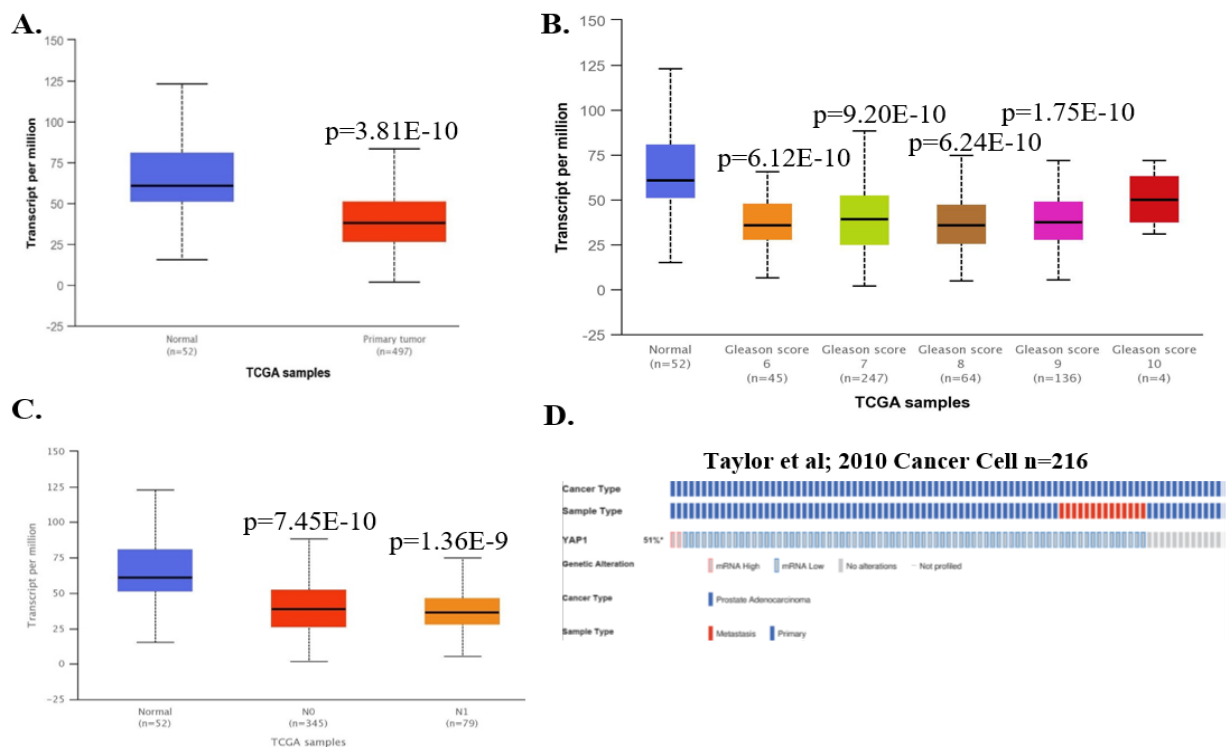 A.
Transcript per million
150
125
100
75
50
25
0
-25
p=3.81E-10
Normal
(n=52)
Primary tumor
(n=497)
TCGA samples
B.
Transcript per million
150
125
100
75
50
25
0
-25
p=6.12E-10
p=9.20E-10
p=6.24E-10
p=1.75E-10
Normal
(n=52)
Gleason score
6
(n=45)
Gleason score
7
(n=247)
Gleason score
8
(n=64)
Gleason score
9
(n=136)
Gleason score
10
(n=4)
TCGA samples
C.
Transcript per million
150
125
100
75
50
25
0
-25
p=7.45E-10
p=1.36E-9
Normal
(n=52)
N0
(n=345)
N1
(n=79)
TCGA samples
D.
Taylor et al; 2010 Cancer Cell n=216
Cancer Type
Sample Type
YAP1 51%*
Genetic Alteration mRNA High mRNA Low No alterations - Not profiled
Cancer Type Prostate Adenocarcinoma
Sample Type Metastasis Primary